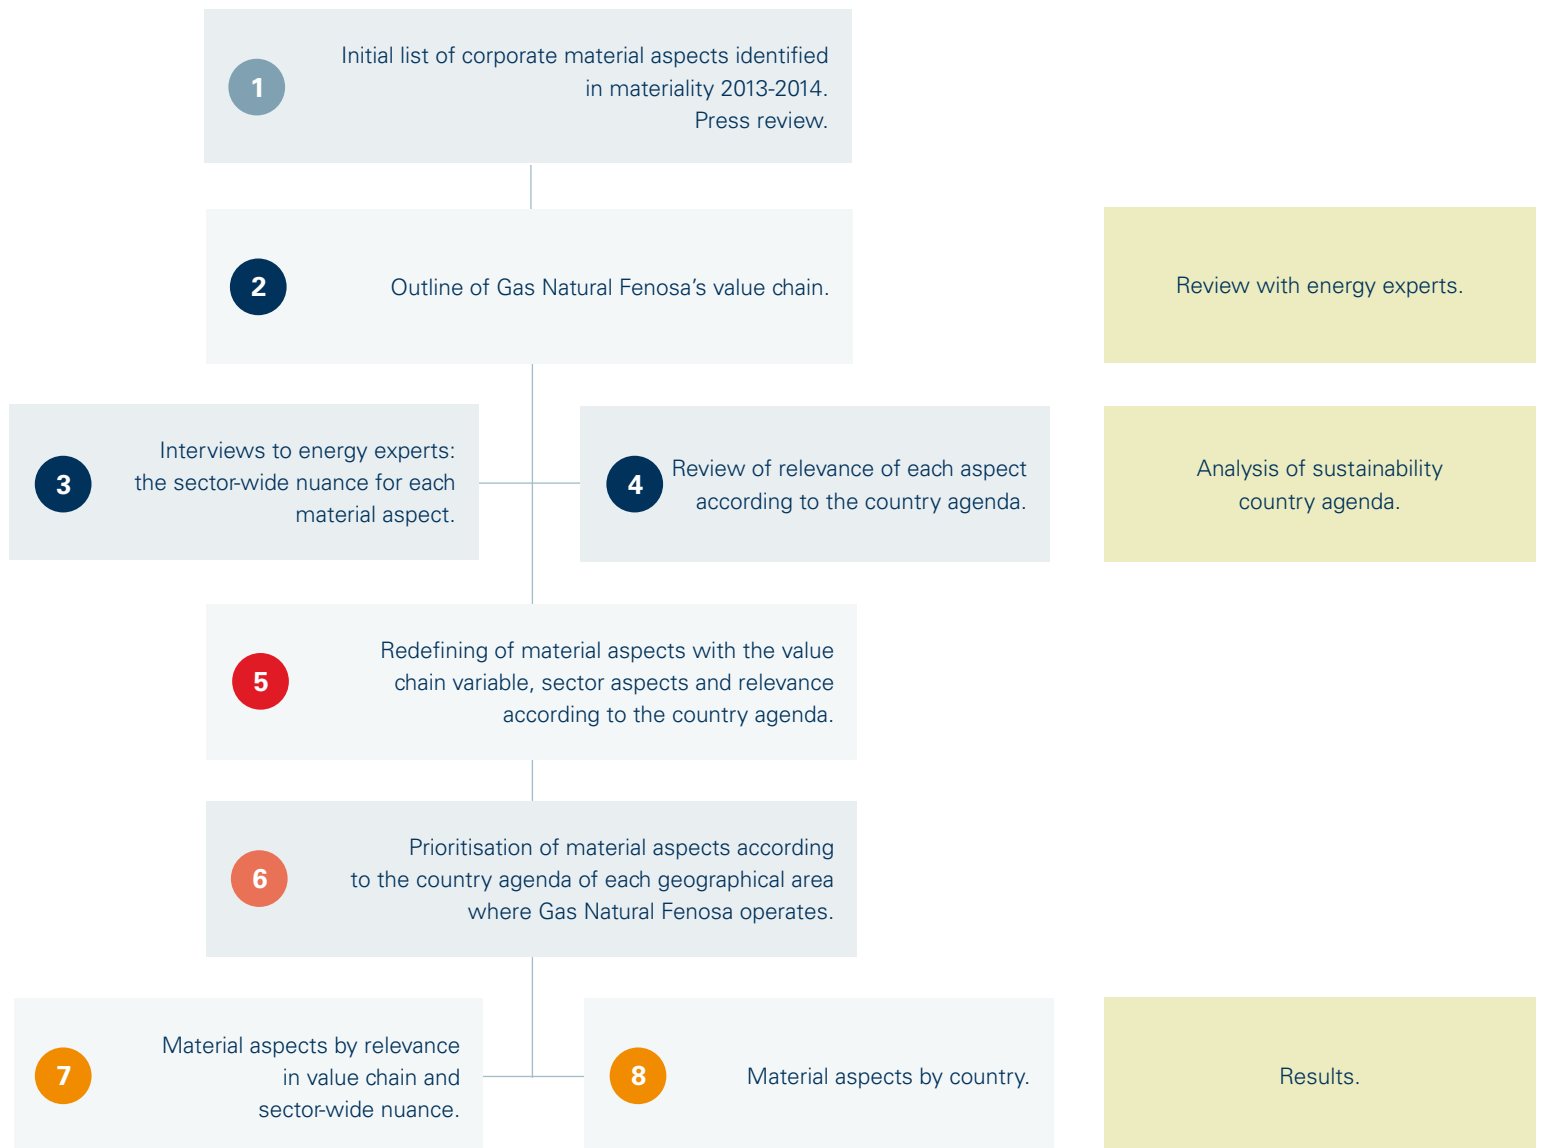 1
Initial list of corporate material aspects identified
in materiality 2013-2014.
Press review.
2
Outline of Gas Natural Fenosa’s value chain.
Review with energy experts.
3
Interviews to energy experts:
the sector-wide nuance for each
material aspect.
4
Review of relevance of each aspect
according to the country agenda.
Analysis of sustainability
country agenda.
5
Redefining of material aspects with the value
chain variable, sector aspects and relevance
according to the country agenda.
6
Prioritisation of material aspects according
to the country agenda of each geographical area
where Gas Natural Fenosa operates.
7
Material aspects by relevance
in value chain and
sector-wide nuance.
8
Material aspects by country.
Results.